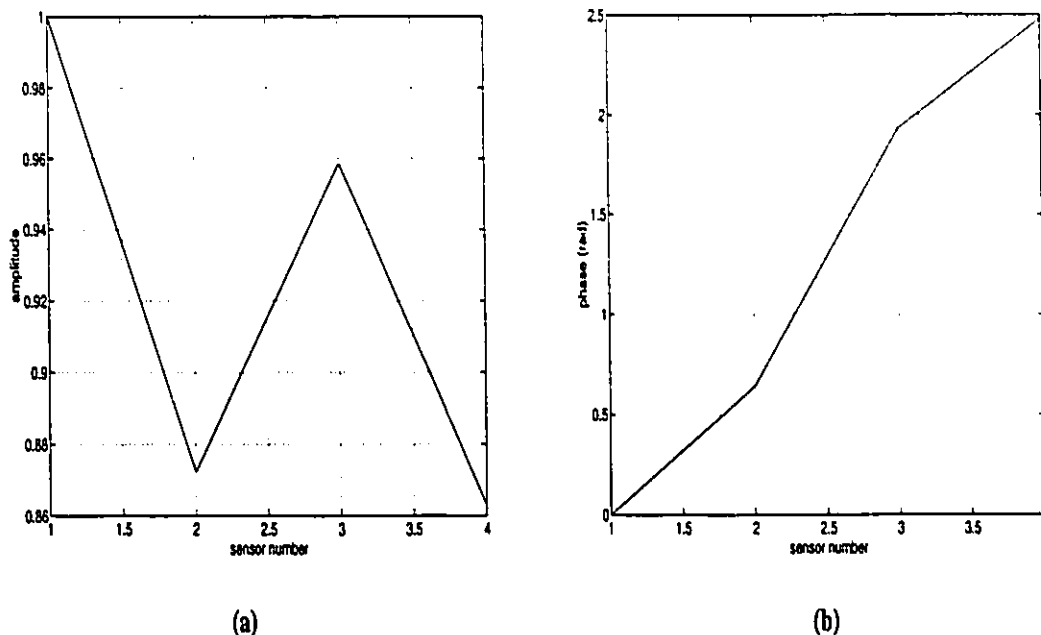 1
0.98
0.96
0.94
0.92
0.9
0.88
0.86
amplitude
1 1.5 2 2.5 3 3.5 4
sensor number
(a)
2.5
2
1.5
1
0.5
0
phase (rad)
1 1.5 2 2.5 3 3.5
sensor number
(b)